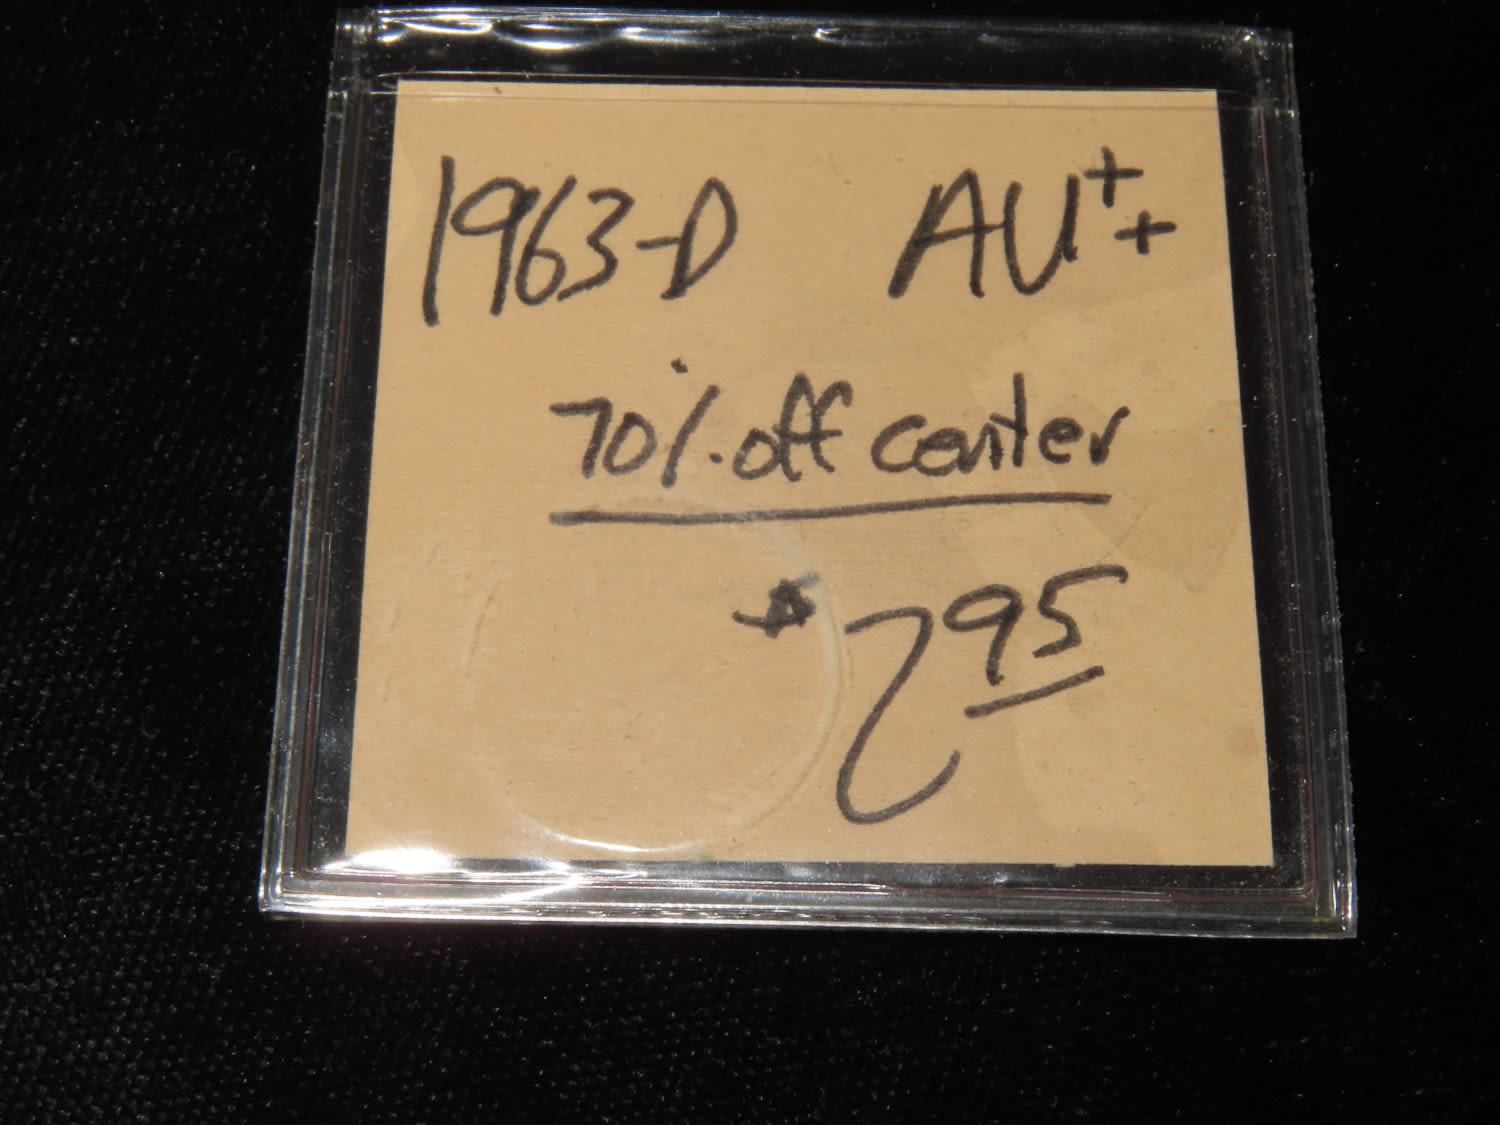 1963-D AU++
70% off center
$2 95